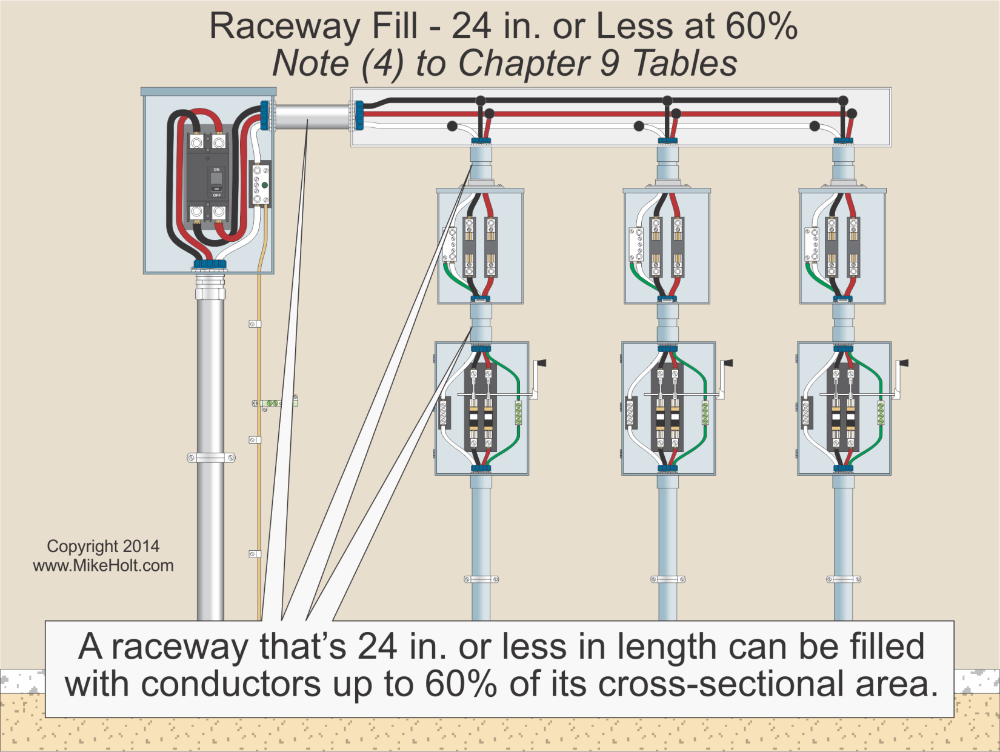 Raceway Fill - 24 in. or Less at 60%
Note (4) to Chapter 9 Tables
ON
OFF
Copyright 2014
www.MikeHolt.com
A raceway that’s 24 in. or less in length can be filled
with conductors up to 60% of its cross-sectional area.